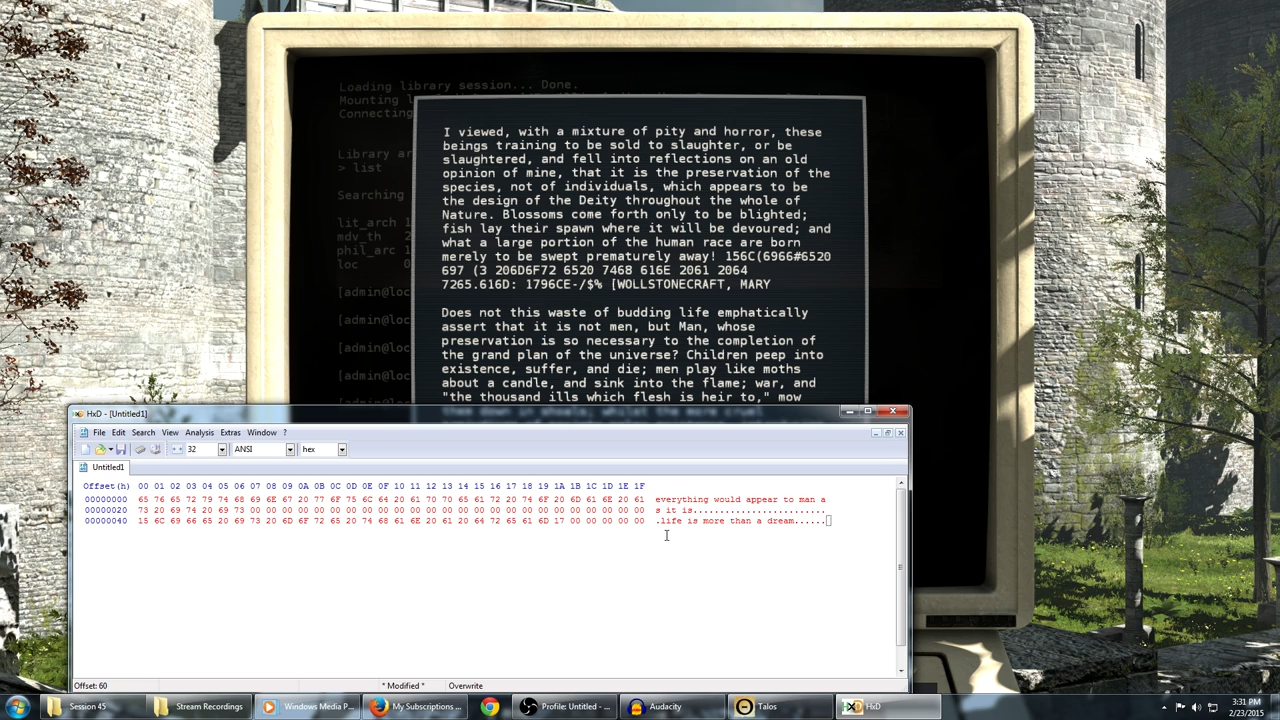 Loading library session... Done.
Mounting l
Connecting
Library ar
> list
Searching
lit_arch 1
mdv_th 2
phil_arc 1
loc 0
[admin@loc
[admin@loc
[admin@loc
[admin@loc
[admin@loc
I viewed, with a mixture of pity and horror, these
beings training to be sold to slaughter, or be
slaughtered, and fell into reflections on an old
opinion of mine, that it is the preservation of the
species, not of individuals, which appears to be
the design of the Deity throughout the whole of
Nature. Blossoms come forth only to be blighted;
fish lay their spawn where it will be devoured; and
what a large portion of the human race are born
merely to be swept prematurely away! 156C(6966#6520
697 (3 206D6F72 6520 7468 616E 2061 2064
7265.616D: 1796CE-/$% [WOLLSTONECRAFT, MARY
Does not this waste of budding life emphatically
assert that it is not men, but Man, whose
preservation is so necessary to the completion of
the grand plan of the universe? Children peep into
existence, suffer, and die; men play like moths
about a candle, and sink into the flame; war, and
"the thousand ills which flesh is heir to," mow
HxD - [Untitled1]
File Edit Search View Analysis Extras Window ?
32 ANSI hex
Untitled1
Offset(h) 00 01 02 03 04 05 06 07 08 09 0A 0B 0C 0D 0E 0F 10 11 12 13 14 15 16 17 18 19 1A 1B 1C 1D 1E 1F
00000000 65 76 65 72 79 74 68 69 6E 67 20 77 6F 75 6C 64 20 61 70 70 65 61 72 20 74 6F 20 6D 61 6E 20 61 everything would appear to man a
00000020 73 20 69 74 20 69 73 00 00 00 00 00 00 00 00 00 00 00 00 00 00 00 00 00 00 00 00 00 00 00 00 00 s it is.........................
00000040 15 6C 69 66 65 20 69 73 20 6D 6F 72 65 20 74 68 61 6E 20 61 20 64 72 65 61 6D 17 00 00 00 00 00 .life is more than a dream......
Offset: 60 * Modified * Overwrite
Session 45 Stream Recordings Windows Media P... My Subscriptions ... Profile: Untitled - ... Audacity Talos HxD
3:31 PM
2/23/2015